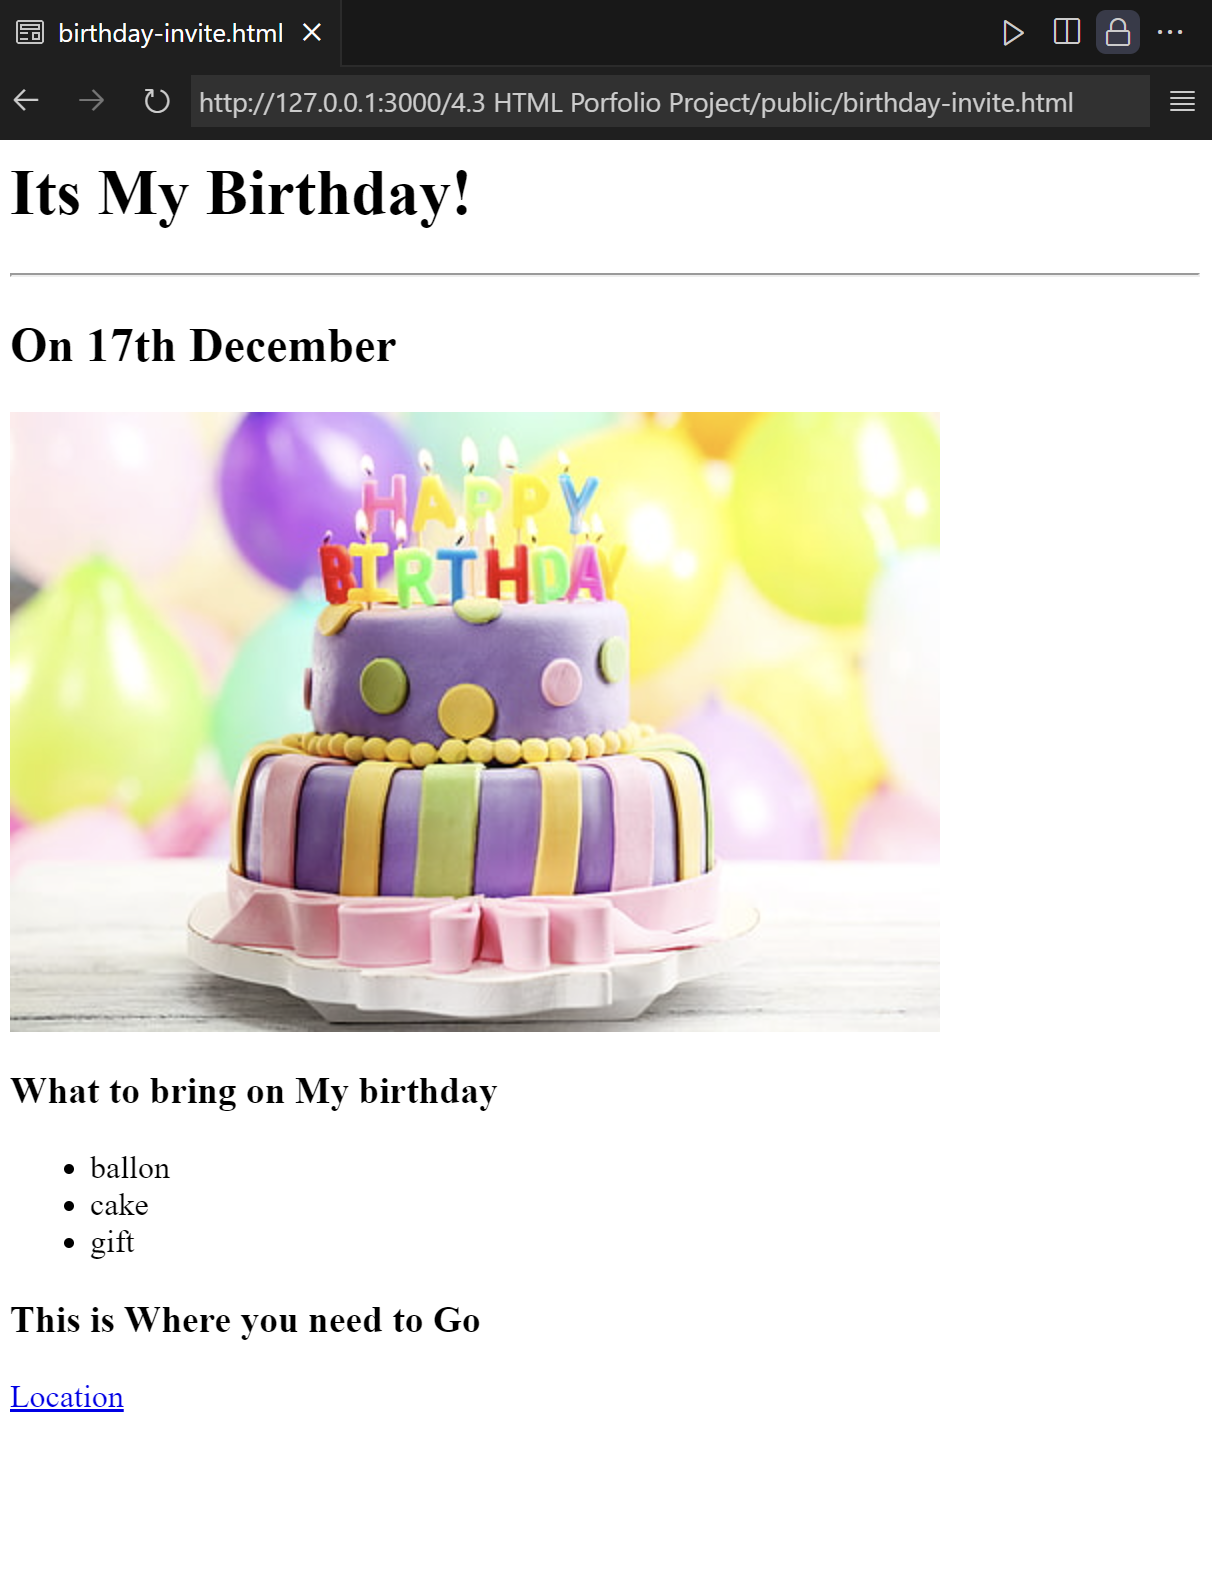 birthday-invite.html
http://127.0.0.1:3000/4.3 HTML Porfolio Project/public/birthday-invite.html
Its My Birthday!
On 17th December
HAPPY
BIRTHDAY
What to bring on My birthday
ballon
cake
gift
This is Where you need to Go
Location